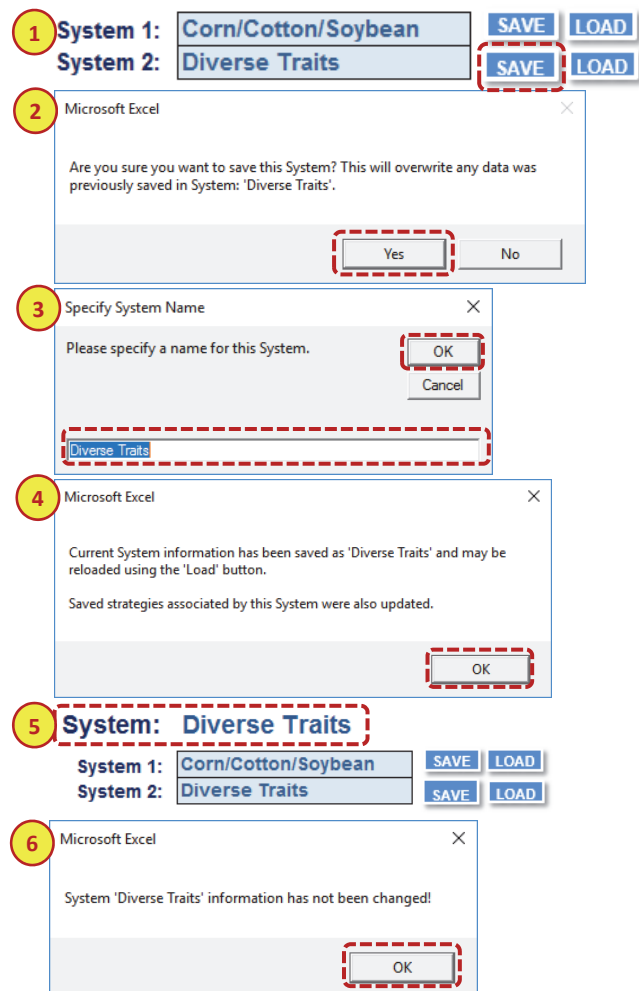 1 System 1: Corn/Cotton/Soybean SAVE LOAD
System 2: Diverse Traits SAVE LOAD
2 Microsoft Excel
Are you sure you want to save this System? This will overwrite any data was
previously saved in System: 'Diverse Traits'.
Yes No
3 Specify System Name
Please specify a name for this System. OK
Cancel
Diverse Traits
4 Microsoft Excel
Current System information has been saved as 'Diverse Traits' and may be
reloaded using the 'Load' button.
Saved strategies associated by this System were also updated.
OK
5 System: Diverse Traits
System 1: Corn/Cotton/Soybean SAVE LOAD
System 2: Diverse Traits SAVE LOAD
6 Microsoft Excel
System 'Diverse Traits' information has not been changed!
OK